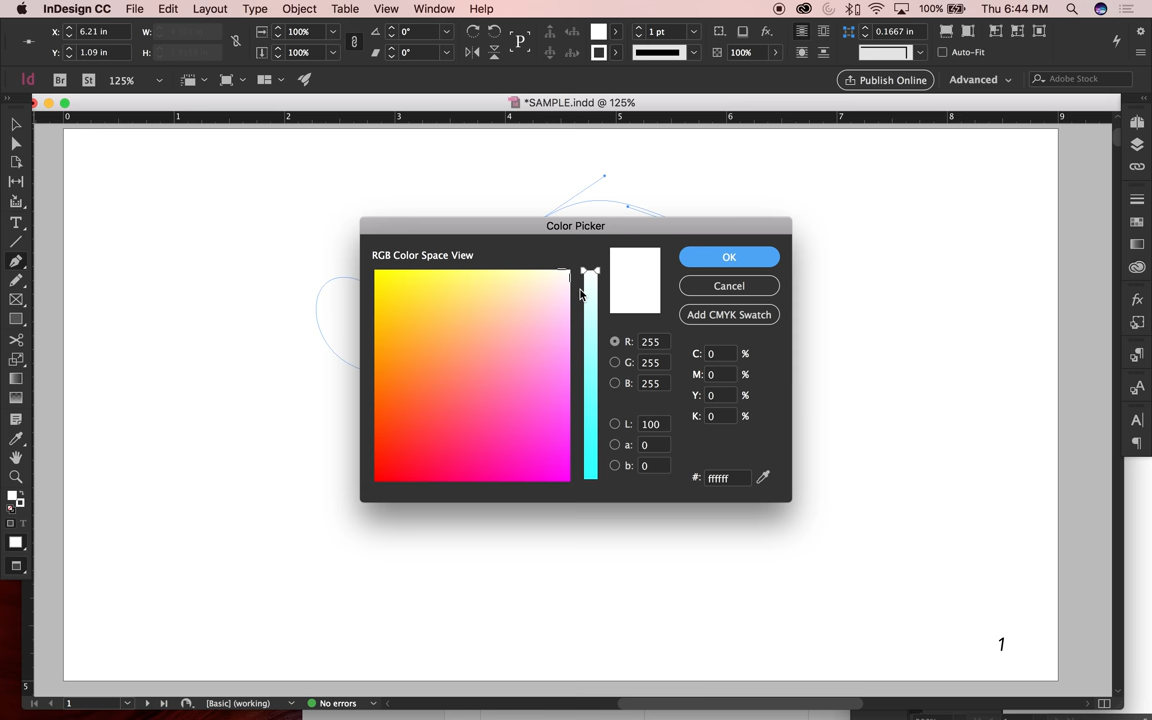 InDesign CC File Edit Layout Type Object Table View Window Help 100% Thu 6:44 PM
X: 6.21 in W: 100% 0° P fx. 1 pt 0.1667 in
Y: 1.09 in H: 100% 0° 100% Auto-Fit
Id Br St 125% Publish Online Advanced Adobe Stock
*SAMPLE.indd @ 125%
0 1 2 3 4 5 6 7 8 9
Color Picker
RGB Color Space View
OK
Cancel
Add CMYK Swatch
R: 255
G: 255
B: 255
C: 0 %
M: 0 %
Y: 0 %
K: 0 %
L: 100
a: 0
b: 0
#: ffffff
1
5
1 [Basic] (working) No errors